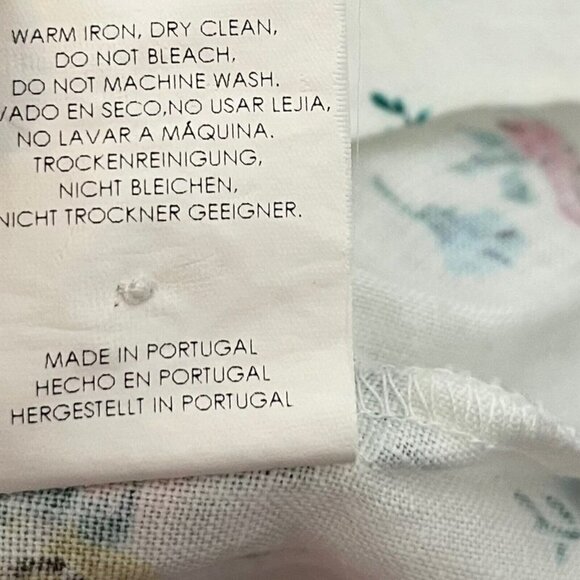 WARM IRON, DRY CLEAN,
DO NOT BLEACH,
DO NOT MACHINE WASH.
VADO EN SECO,NO USAR LEJIA,
NO LAVAR A MÁQUINA.
TROCKENREINIGUNG,
NICHT BLEICHEN,
NICHT TROCKNER GEEIGNER.
MADE IN PORTUGAL
HECHO EN PORTUGAL
HERGESTELLT IN PORTUGAL